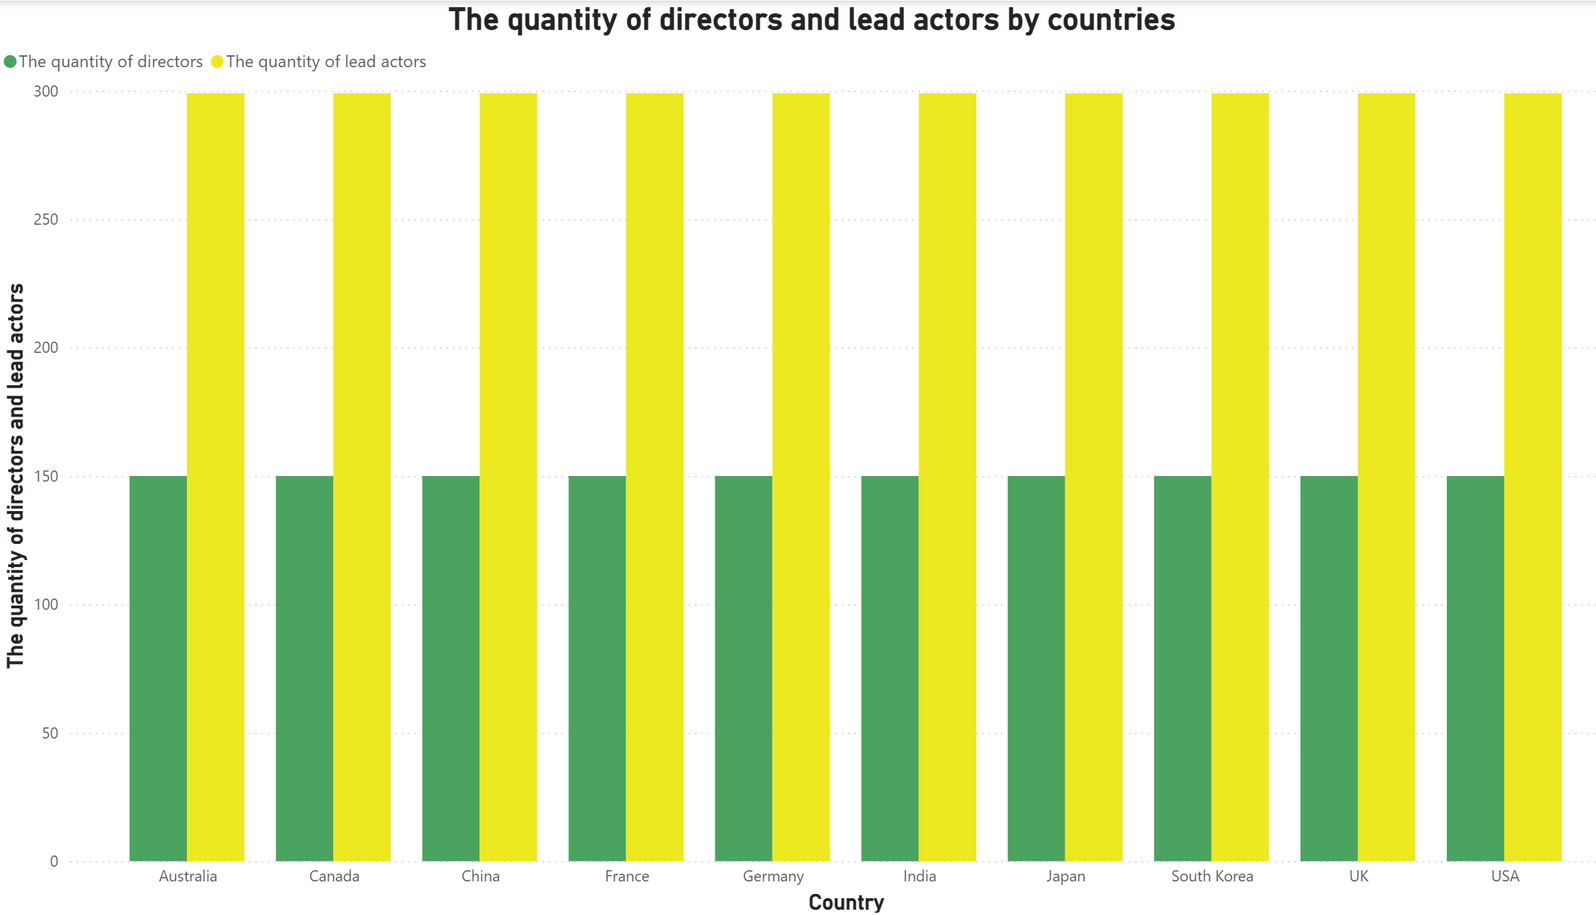 The quantity of directors and lead actors by countries
The quantity of directors The quantity of lead actors
300
250
200
150
100
50
0
The quantity of directors and lead actors
Australia Canada China France Germany India Japan South Korea UK USA
Country